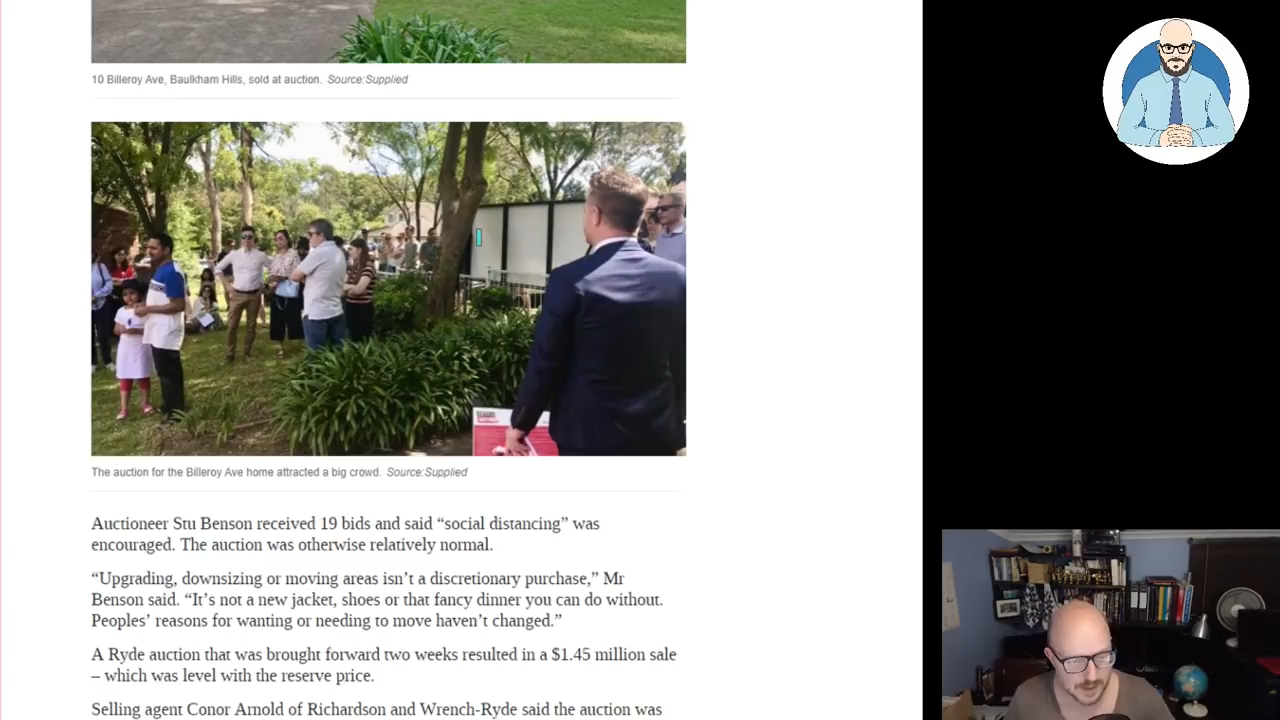 10 Billeroy Ave, Baulkham Hills, sold at auction. Source:Supplied
The auction for the Billeroy Ave home attracted a big crowd. Source:Supplied
Auctioneer Stu Benson received 19 bids and said “social distancing” was
encouraged. The auction was otherwise relatively normal.
“Upgrading, downsizing or moving areas isn’t a discretionary purchase,” Mr
Benson said. “It’s not a new jacket, shoes or that fancy dinner you can do without.
Peoples’ reasons for wanting or needing to move haven’t changed.”
A Ryde auction that was brought forward two weeks resulted in a $1.45 million sale
– which was level with the reserve price.
Selling agent Conor Arnold of Richardson and Wrench-Ryde said the auction was